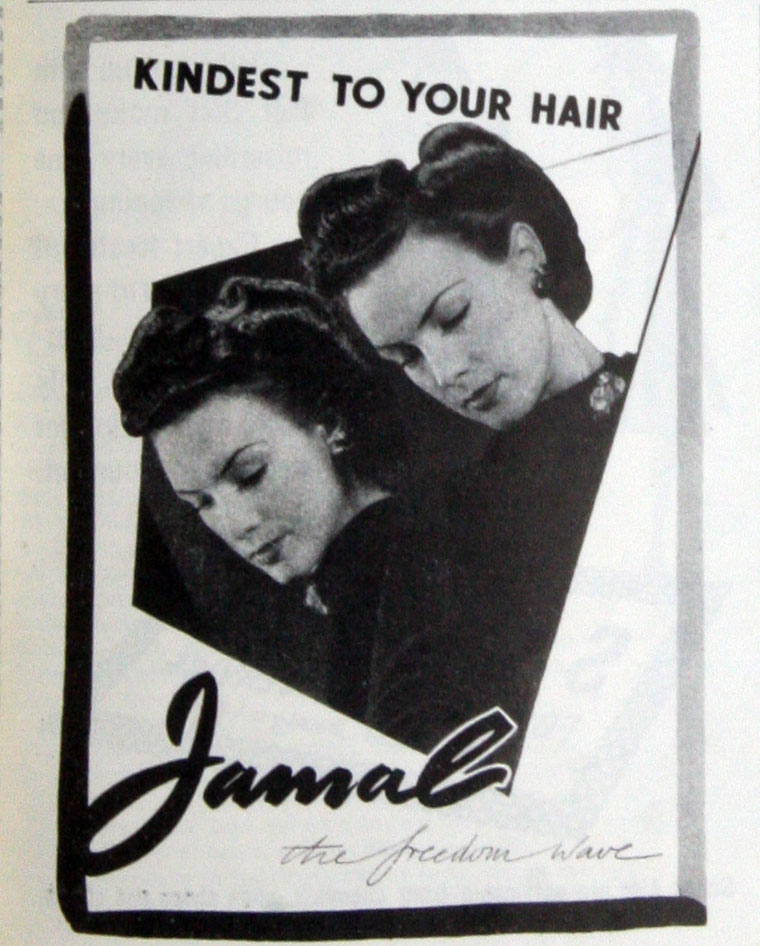 KINDEST TO YOUR HAIR
Jamal
the freedom wave